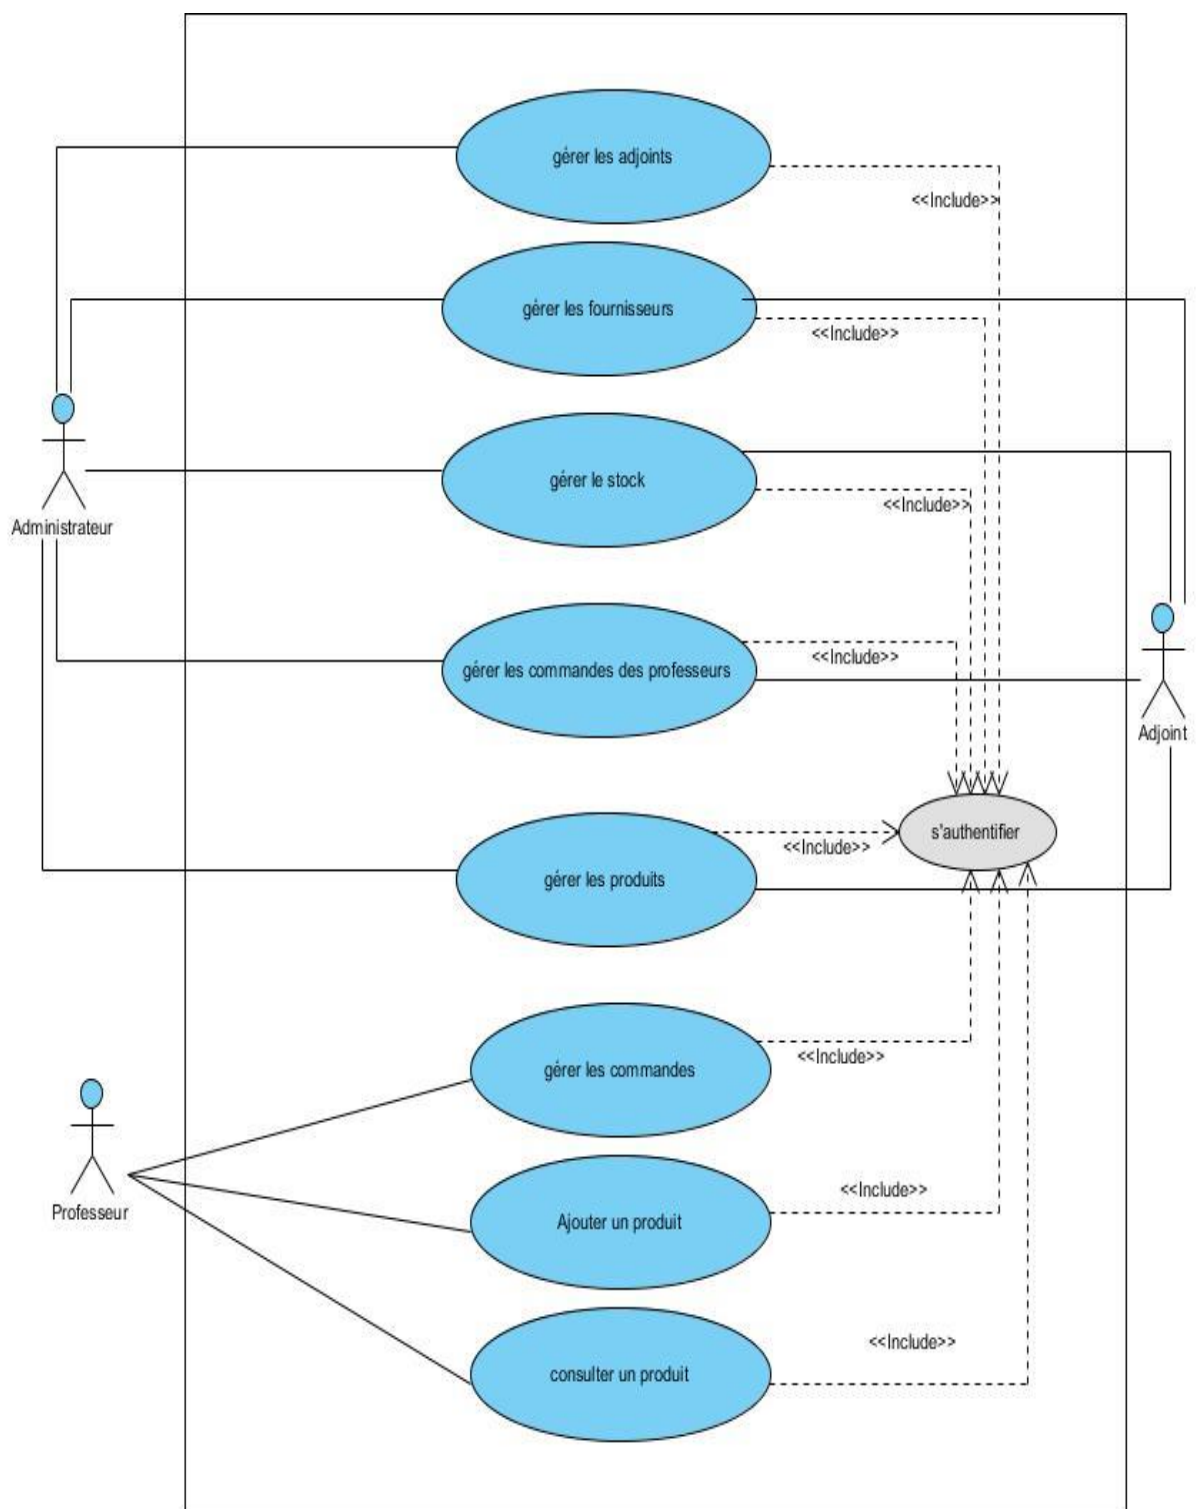 gérer les adjoints
<<Include>>
gérer les fournisseurs
<<Include>>
gérer le stock
<<Include>>
Administrateur
gérer les commandes des professeurs
<<Include>>
Adjoint
s'authentifier
<<Include>>
gérer les produits
gérer les commandes
<<Include>>
Professeur
Ajouter un produit
<<Include>>
consulter un produit
<<Include>>